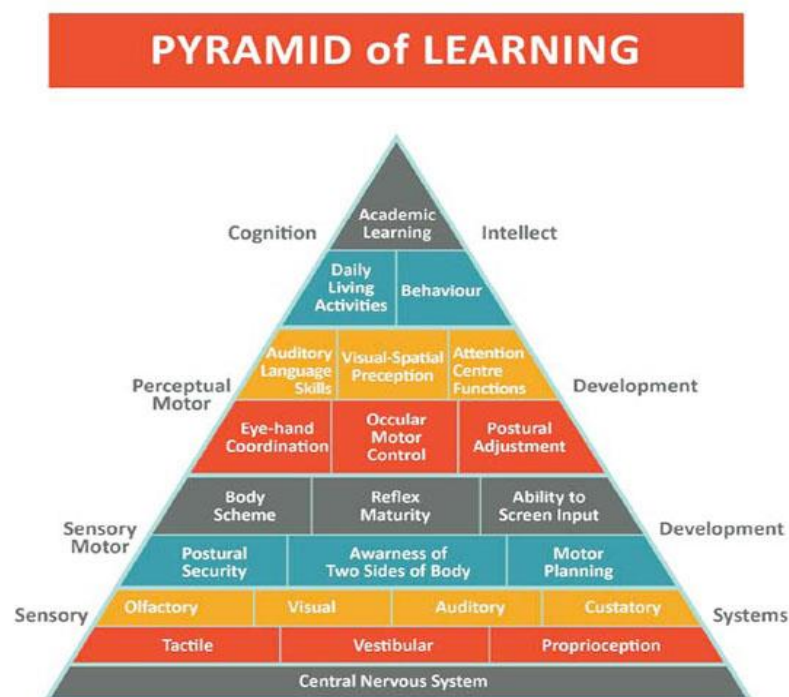 PYRAMID of LEARNING
Academic
Learning
Cognition
Intellect
Daily
Living
Activities
Behaviour
Auditory
Language
Skills
Visual-Spatial
Preception
Attention
Centre
Functions
Perceptual
Motor
Development
Eye-hand
Coordination
Occular
Motor
Control
Postural
Adjustment
Body
Scheme
Reflex
Maturity
Ability to
Screen Input
Sensory
Motor
Development
Postural
Security
Awarness of
Two Sides of Body
Motor
Planning
Sensory
Olfactory
Visual
Auditory
Custatory
Systems
Tactile
Vestibular
Proprioception
Central Nervous System